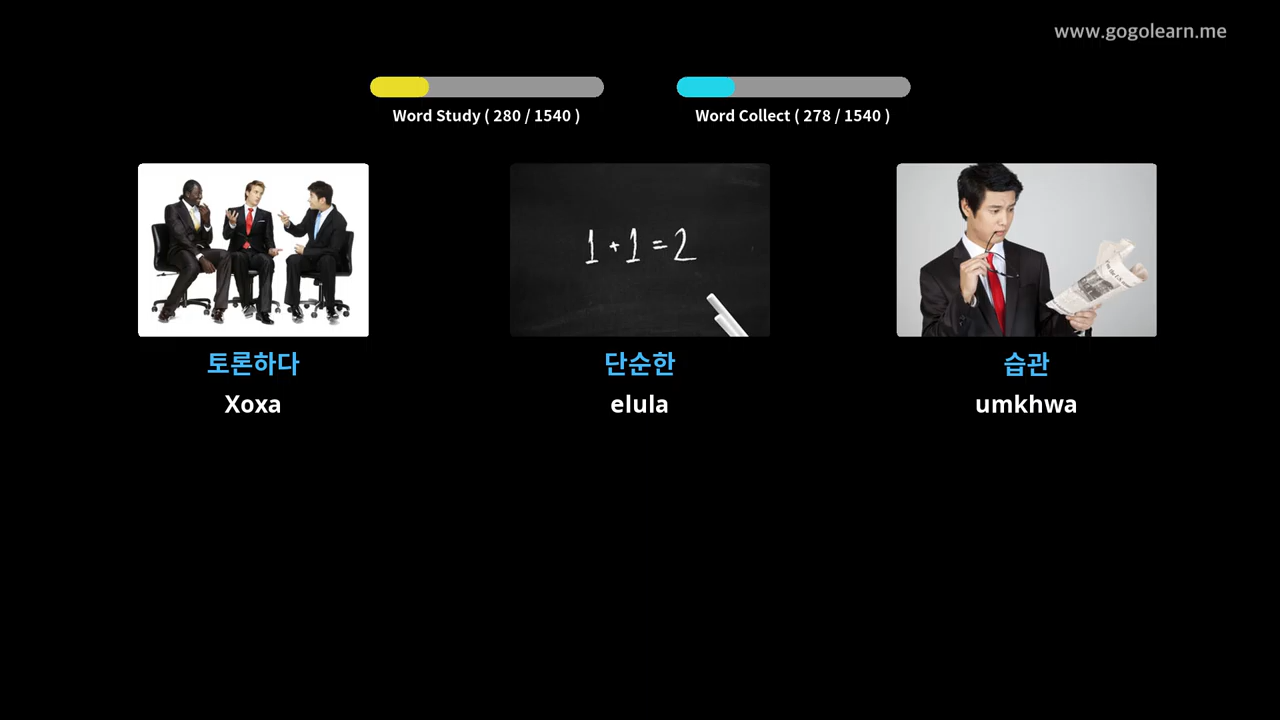 www.gogolearn.me
Word Study ( 280 / 1540 )
Word Collect ( 278 / 1540 )
1+1=2
토론하다
단순한
습관
Xoxa
elula
umkhwa